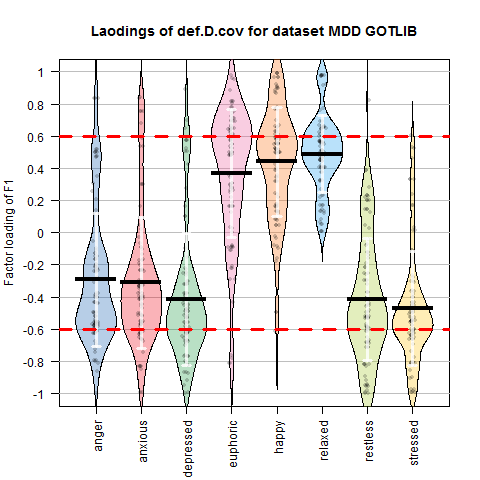 Laodings of def.D.cov for dataset MDD GOTLIB
Factor loading of F1
1
0.8
0.6
0.4
0.2
0
-0.2
-0.4
-0.6
-0.8
-1
anger
anxious
depressed
euphoric
happy
relaxed
restless
stressed